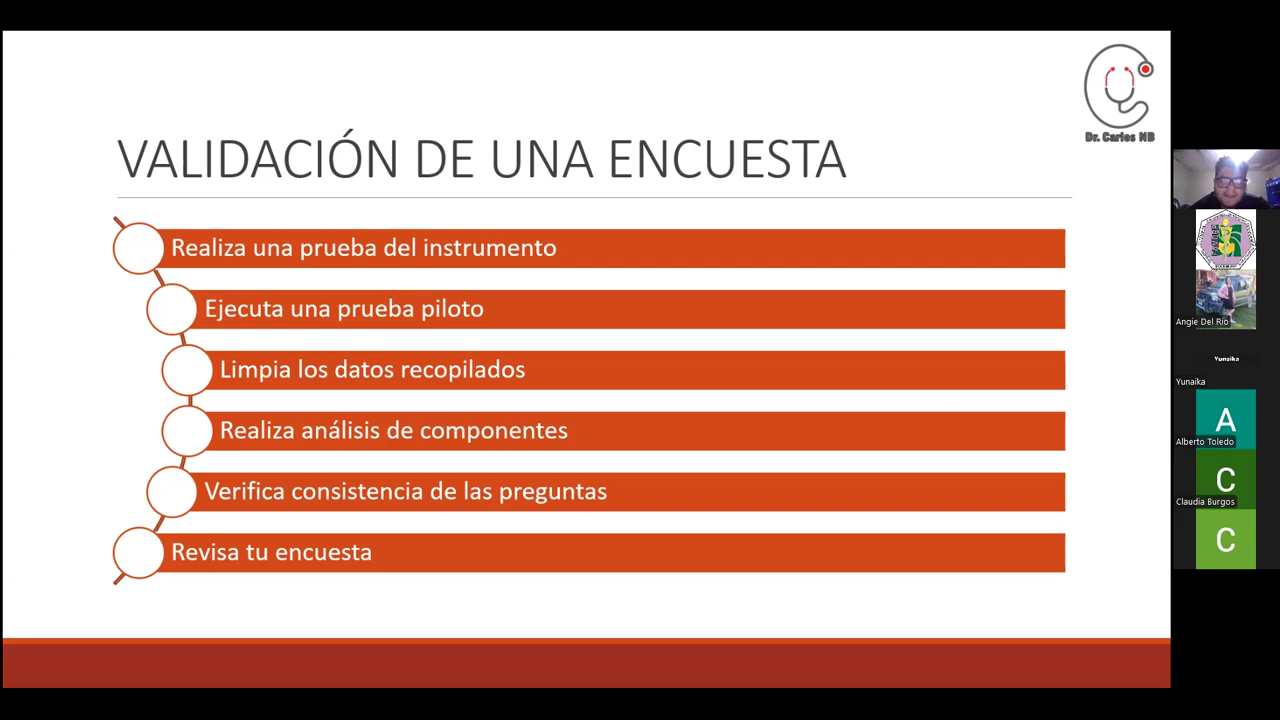 Dr. Carlos NB
VALIDACIÓN DE UNA ENCUESTA
Realiza una prueba del instrumento
Ejecuta una prueba piloto
Limpia los datos recopilados
Realiza análisis de componentes
Verifica consistencia de las preguntas
Revisa tu encuesta
Angie Del Rio
Yunaika
Yunaika
A
Alberto Toledo
C
Claudia Burgos
C